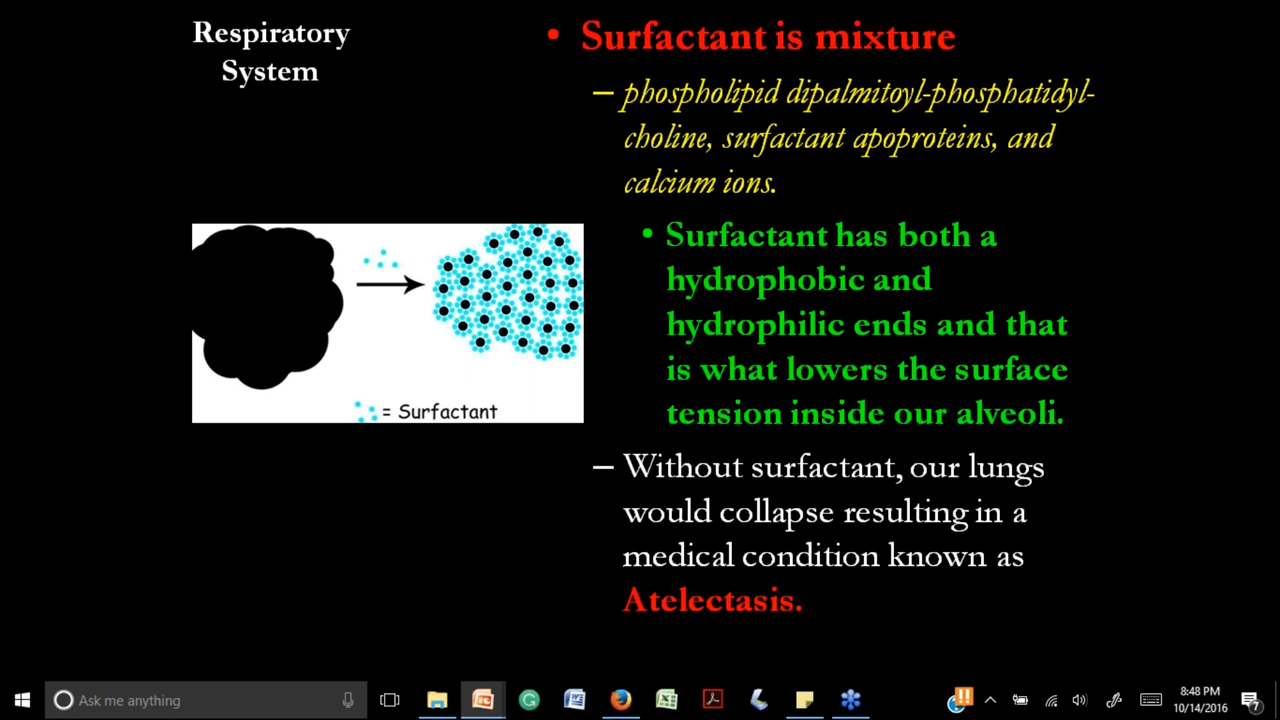 Respiratory
System
• Surfactant is mixture
– phospholipid dipalmitoyl-phosphatidyl-
choline, surfactant apoproteins, and
calcium ions.
• Surfactant has both a
hydrophobic and
hydrophilic ends and that
is what lowers the surface
tension inside our alveoli.
– Without surfactant, our lungs
would collapse resulting in a
medical condition known as
Atelectasis.
= Surfactant
Ask me anything
8:48 PM
10/14/2016
7